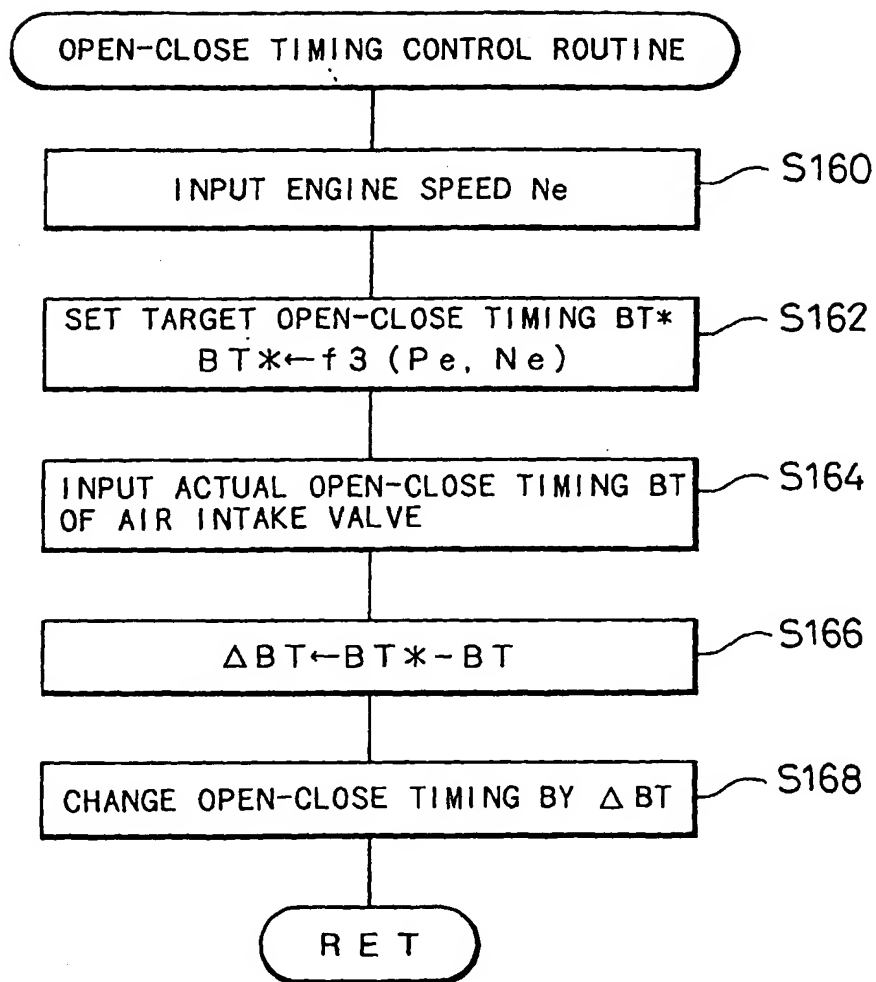 OPEN-CLOSE TIMING CONTROL ROUTINE
INPUT ENGINE SPEED Ne
S160
SET TARGET OPEN-CLOSE TIMING BT*
BT*←f3 (Pe, Ne)
S162
INPUT ACTUAL OPEN-CLOSE TIMING BT
OF AIR INTAKE VALVE
S164
ΔBT←BT*-BT
S166
CHANGE OPEN-CLOSE TIMING BY ΔBT
S168
RET